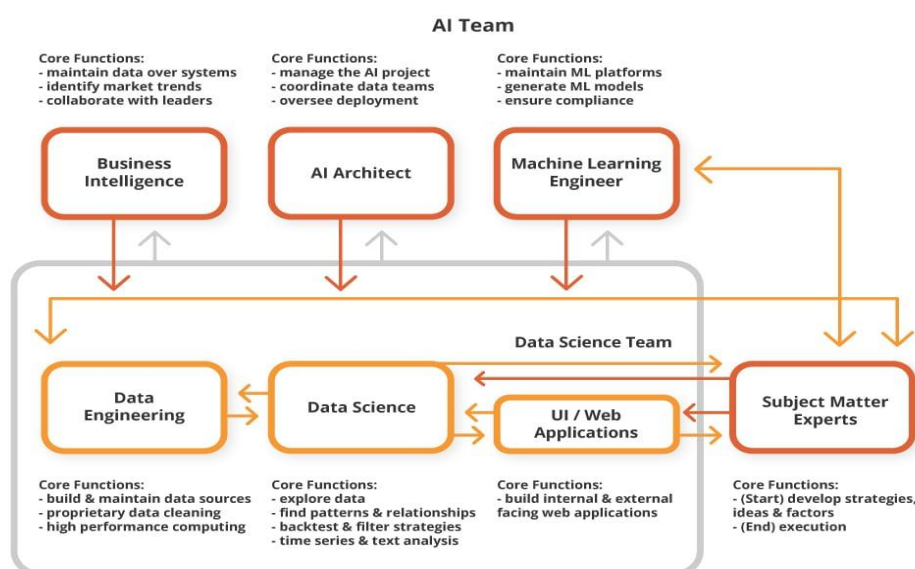 AI Team
Core Functions:
- maintain data over systems
- identify market trends
- collaborate with leaders
Core Functions:
- manage the AI project
- coordinate data teams
- oversee deployment
Core Functions:
- maintain ML platforms
- generate ML models
- ensure compliance
Business
Intelligence
AI Architect
Machine Learning
Engineer
Data Science Team
Data
Engineering
Data Science
UI / Web
Applications
Subject Matter
Experts
Core Functions:
- build & maintain data sources
- proprietary data cleaning
- high performance computing
Core Functions:
- explore data
- find patterns & relationships
- backtest & filter strategies
- time series & text analysis
Core Functions:
- build internal & external
facing web applications
Core Functions:
- (Start) develop strategies,
ideas & factors
- (End) execution